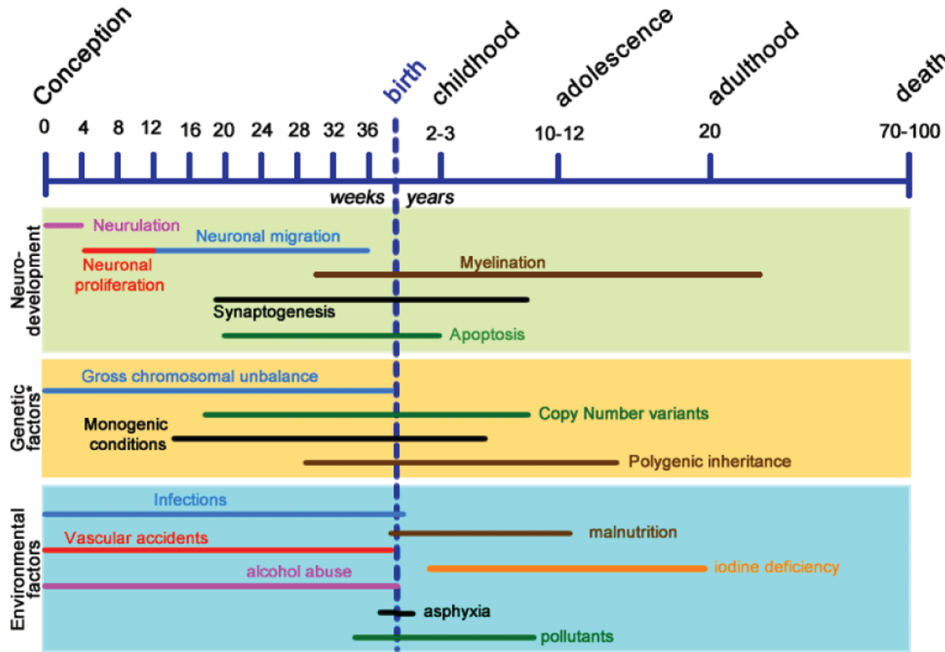 Conception
birth
childhood
adolescence
adulthood
death
0 4 8 12 16 20 24 28 32 36 2-3 10-12 20 70-100
weeks years
Neuro-
development
Neurulation
Neuronal migration
Neuronal
proliferation
Myelination
Synaptogenesis
Apoptosis
Genetic
factors*
Gross chromosomal unbalance
Copy Number variants
Monogenic
conditions
Polygenic inheritance
Environmental
factors
Infections
malnutrition
Vascular accidents
iodine deficiency
alcohol abuse
asphyxia
pollutants